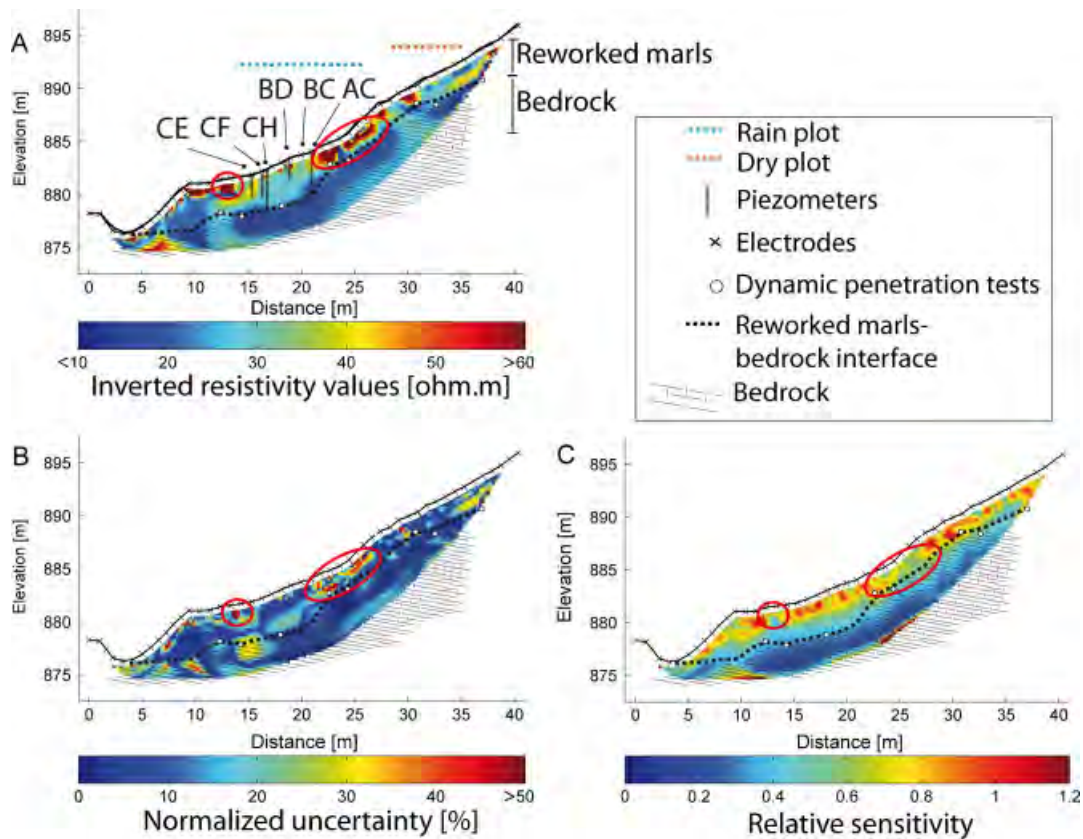 A
895
890
885
880
875
Elevation [m]
CE CF CH BD BC AC
Reworked marls
Bedrock
0 5 10 15 20 25 30 35 40
Distance [m]
<10 20 30 40 50 >60
Inverted resistivity values [ohm.m]
Rain plot
Dry plot
Piezometers
Electrodes
Dynamic penetration tests
Reworked marls-
bedrock interface
Bedrock
B
895
890
885
880
875
Elevation [m]
0 5 10 15 20 25 30 35 40
Distance [m]
0 10 20 30 40 >50
Normalized uncertainty [%]
C
895
890
885
880
875
Elevation [m]
0 5 10 15 20 25 30 35 40
Distance [m]
0 0.2 0.4 0.6 0.8 1 1.2
Relative sensitivity